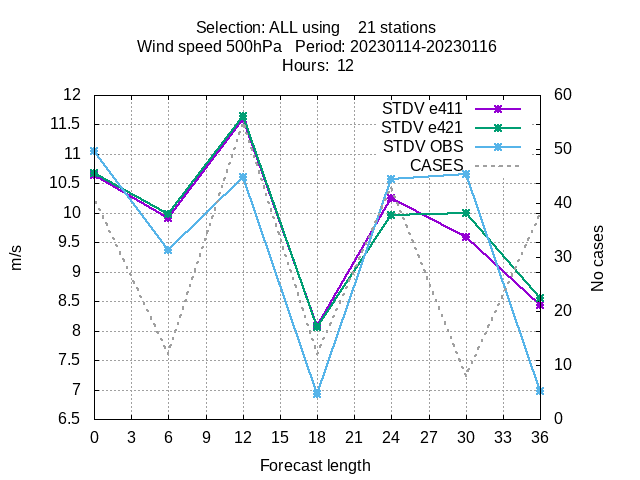 Selection: ALL using    21 stations
Wind speed 500hPa   Period: 20230114-20230116
Hours:  12
STDV e411
STDV e421
STDV OBS
CASES
12
11.5
11
10.5
10
9.5
9
8.5
8
7.5
7
6.5
m/s
60
50
40
30
20
10
0
No cases
0 3 6 9 12 15 18 21 24 27 30 33 36
Forecast length